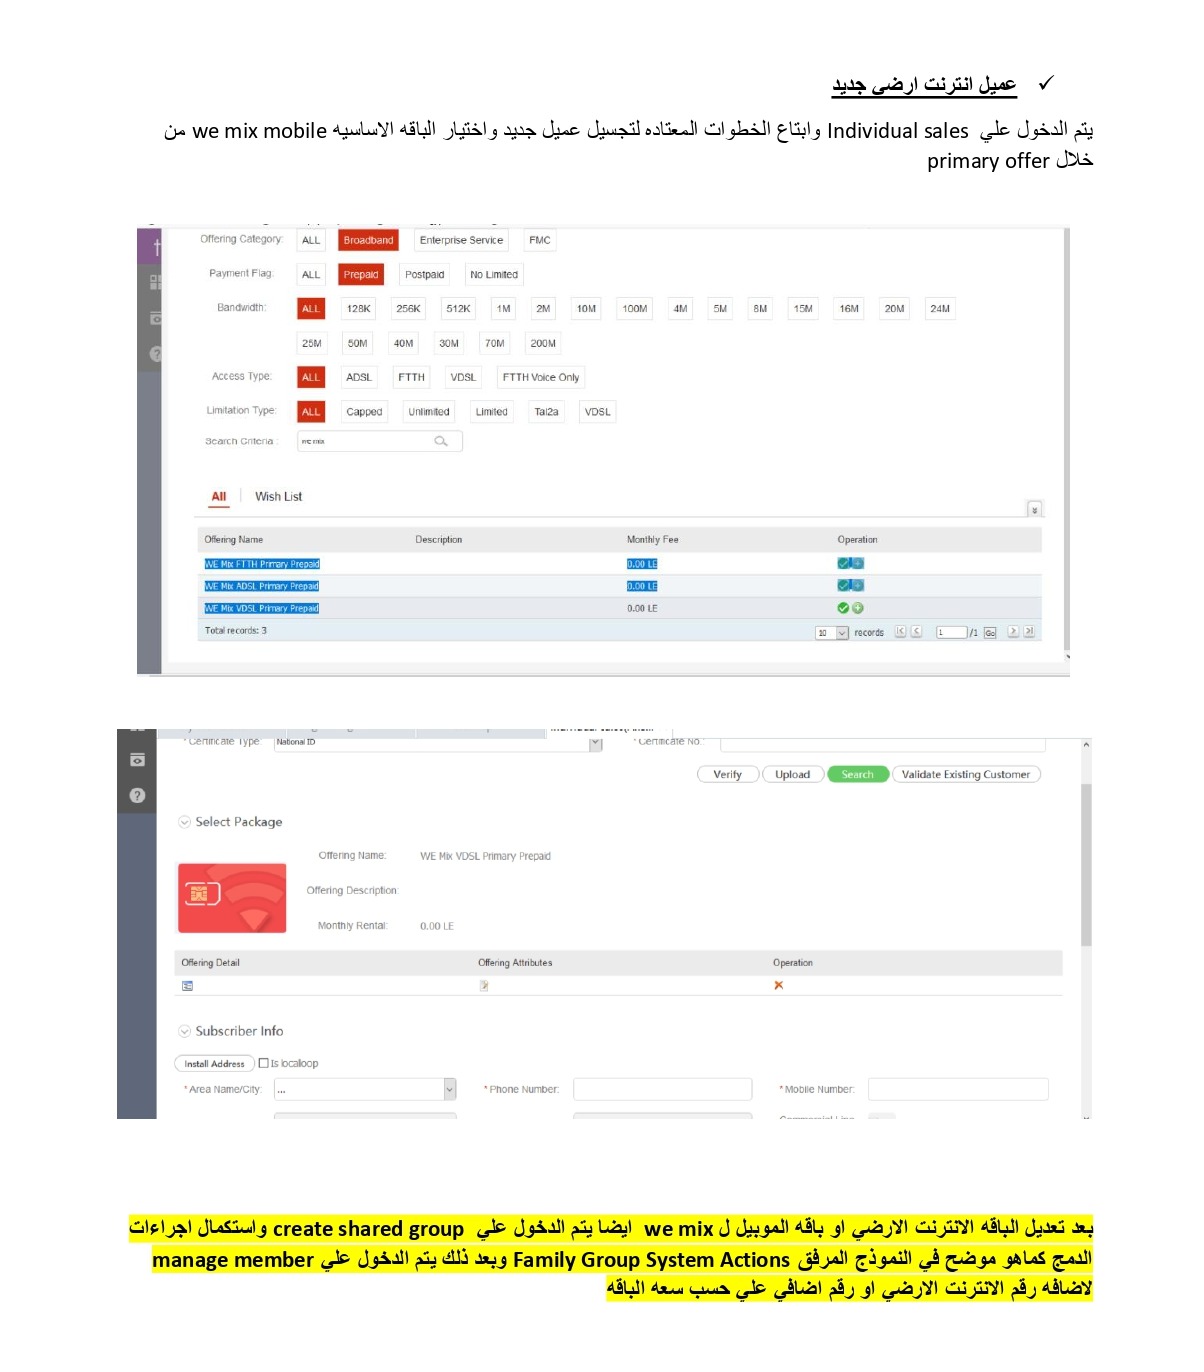 ✓ عميل انترنت ارضي جديد
يتم الدخول علي Individual sales وابتاع الخطوات المعتاده لتجسيل عميل جديد واختيار الباقه الاساسيه we mix mobile من
خلال primary offer
Offering Category: ALL Broadband Enterprise Service FMC
Payment Flag: ALL Prepaid Postpaid No Limited
Bandwidth: ALL 128K 256K 512K 1M 2M 10M 100M 4M 5M 8M 15M 16M 20M 24M
25M 50M 40M 30M 70M 200M
Access Type: ALL ADSL FTTH VDSL FTTH Voice Only
Limitation Type: ALL Capped Unlimited Limited Tal2a VDSL
Search Criteria : we mix
All Wish List
Offering Name Description Monthly Fee Operation
WE Mix FTTH Primary Prepaid 0.00 LE
WE Mix ADSL Primary Prepaid 0.00 LE
WE Mix VDSL Primary Prepaid 0.00 LE
Total records: 3 10 records 1 /1 Go
* Certificate Type: National ID * Certificate No.:
Verify Upload Search Validate Existing Customer
Select Package
Offering Name: WE Mix VDSL Primary Prepaid
Offering Description:
Monthly Rental: 0.00 LE
Offering Detail Offering Attributes Operation
Subscriber Info
Install Address Is localoop
* Area Name/City: ... * Phone Number: * Mobile Number:
بعد تعديل الباقه الانترنت الارضي او باقه الموبيل ل we mix ايضا يتم الدخول علي create shared group واستكمال اجراءات
الدمج كماهو موضح في النموذج المرفق Family Group System Actions وبعد ذلك يتم الدخول علي manage member
لاضافه رقم الانترنت الارضي او رقم اضافي علي حسب سعه الباقه